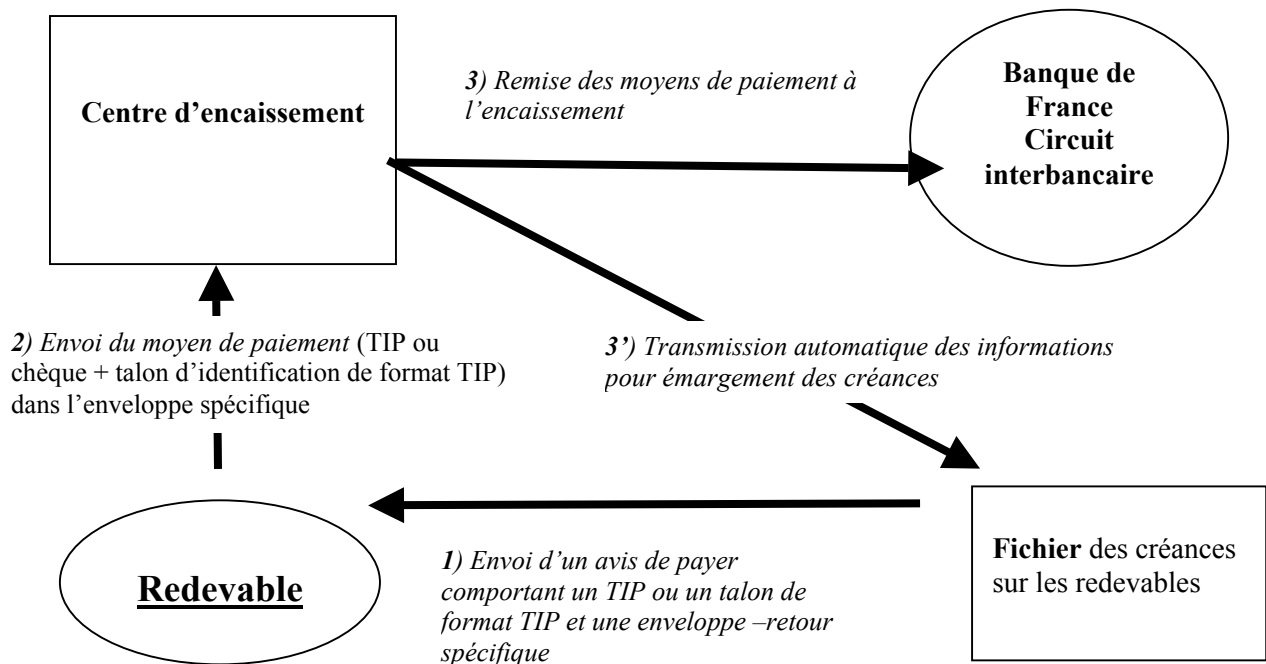 Centre d’encaissement
3) Remise des moyens de paiement à
l’encaissement
Banque de
France
Circuit
interbancaire
2) Envoi du moyen de paiement (TIP ou
chèque + talon d’identification de format TIP)
dans l’enveloppe spécifique
3’) Transmission automatique des informations
pour émargement des créances
Redevable
1) Envoi d’un avis de payer
comportant un TIP ou un talon de
format TIP et une enveloppe –retour
spécifique
Fichier des créances
sur les redevables